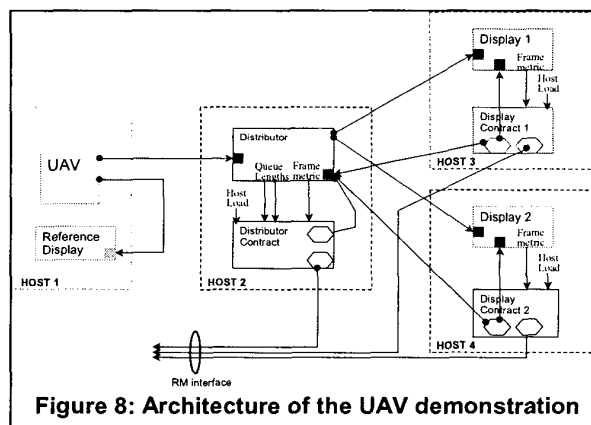 Display 1
Frame
metric
Host
Load
Display
Contract 1
HOST 3
Distributor
Queue
Lengths
Frame
metric
Host
Load
Distributor
Contract
HOST 2
UAV
Reference
Display
HOST 1
Display 2
Frame
metric
Host
Load
Display
Contract 2
HOST 4
RM interface
Figure 8: Architecture of the UAV demonstration